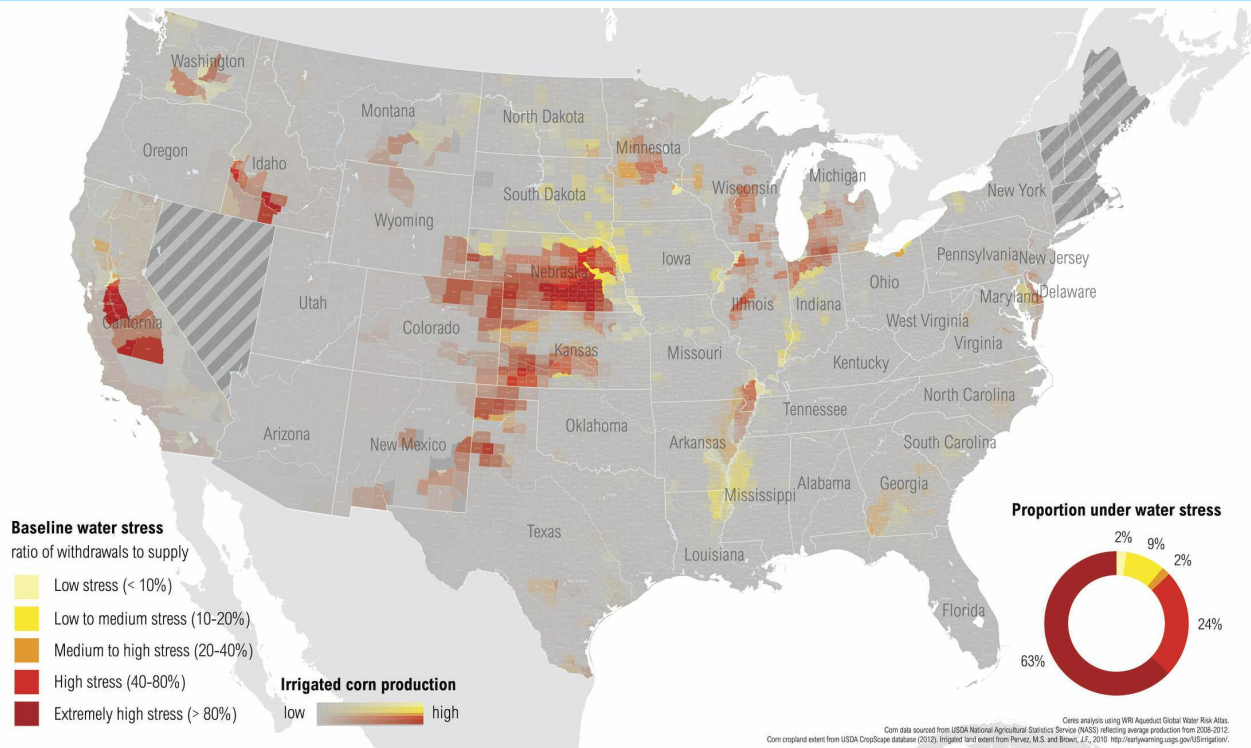 Washington
Montana
North Dakota
Minnesota
Oregon
Idaho
Wisconsin
Michigan
South Dakota
New York
Wyoming
Iowa
Pennsylvania
New Jersey
Nebraska
Ohio
Utah
Illinois
Indiana
Maryland
Delaware
California
Colorado
West Virginia
Kansas
Missouri
Virginia
Kentucky
North Carolina
Tennessee
Arizona
New Mexico
Oklahoma
Arkansas
South Carolina
Mississippi
Alabama
Georgia
Texas
Louisiana
Florida
Baseline water stress
ratio of withdrawals to supply
Low stress (< 10%)
Low to medium stress (10-20%)
Medium to high stress (20-40%)
High stress (40-80%)
Extremely high stress (> 80%)
Irrigated corn production
low
high
Proportion under water stress
2%
9%
2%
24%
63%
Ceres analysis using WRI Aqueduct Global Water Risk Atlas.
Corn data sourced from USDA National Agricultural Statistics Service (NASS) reflecting average production from 2008-2012.
Corn cropland extent from USDA CropScape database (2012). Irrigated land extent from Pervez, M.S. and Brown, J.F., 2010 http://earlywarning.usgs.gov/USirrigation/.